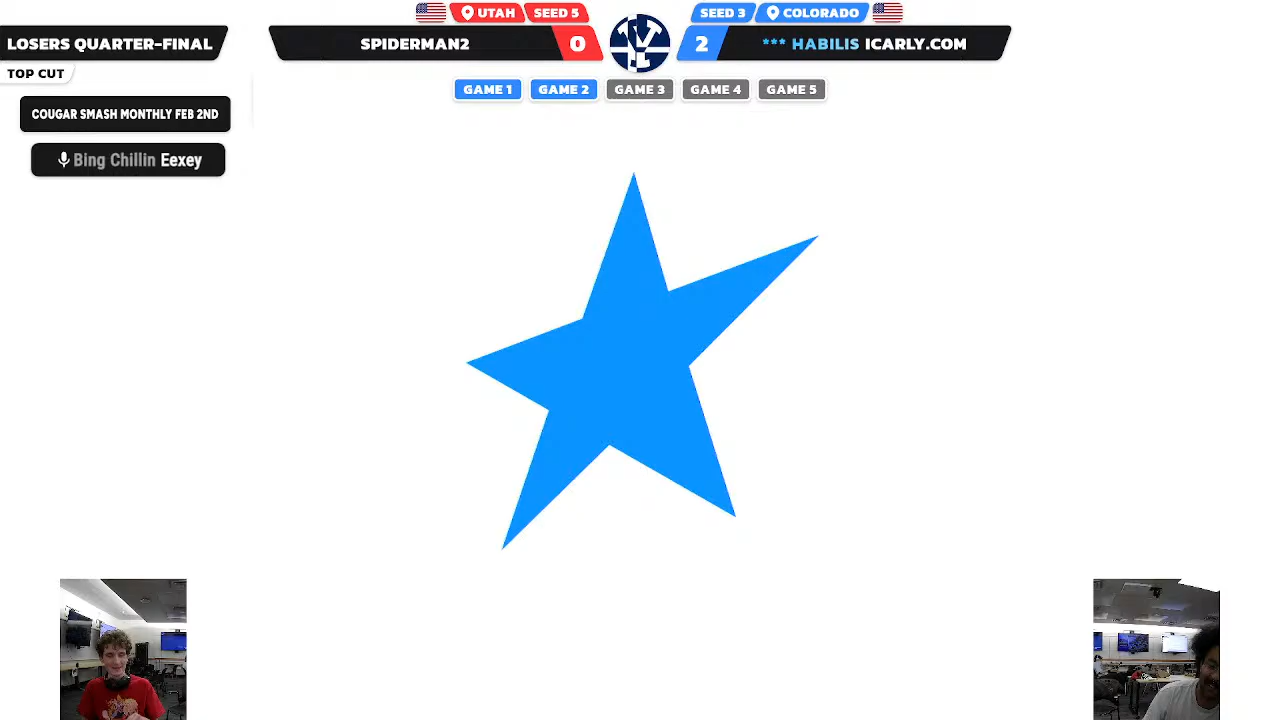 UTAH SEED 5
SEED 3 COLORADO
LOSERS QUARTER-FINAL
SPIDERMAN2 0
2 *** HABILIS ICARLY.COM
TOP CUT
GAME 1 GAME 2 GAME 3 GAME 4 GAME 5
COUGAR SMASH MONTHLY FEB 2ND
Bing Chillin Eexey